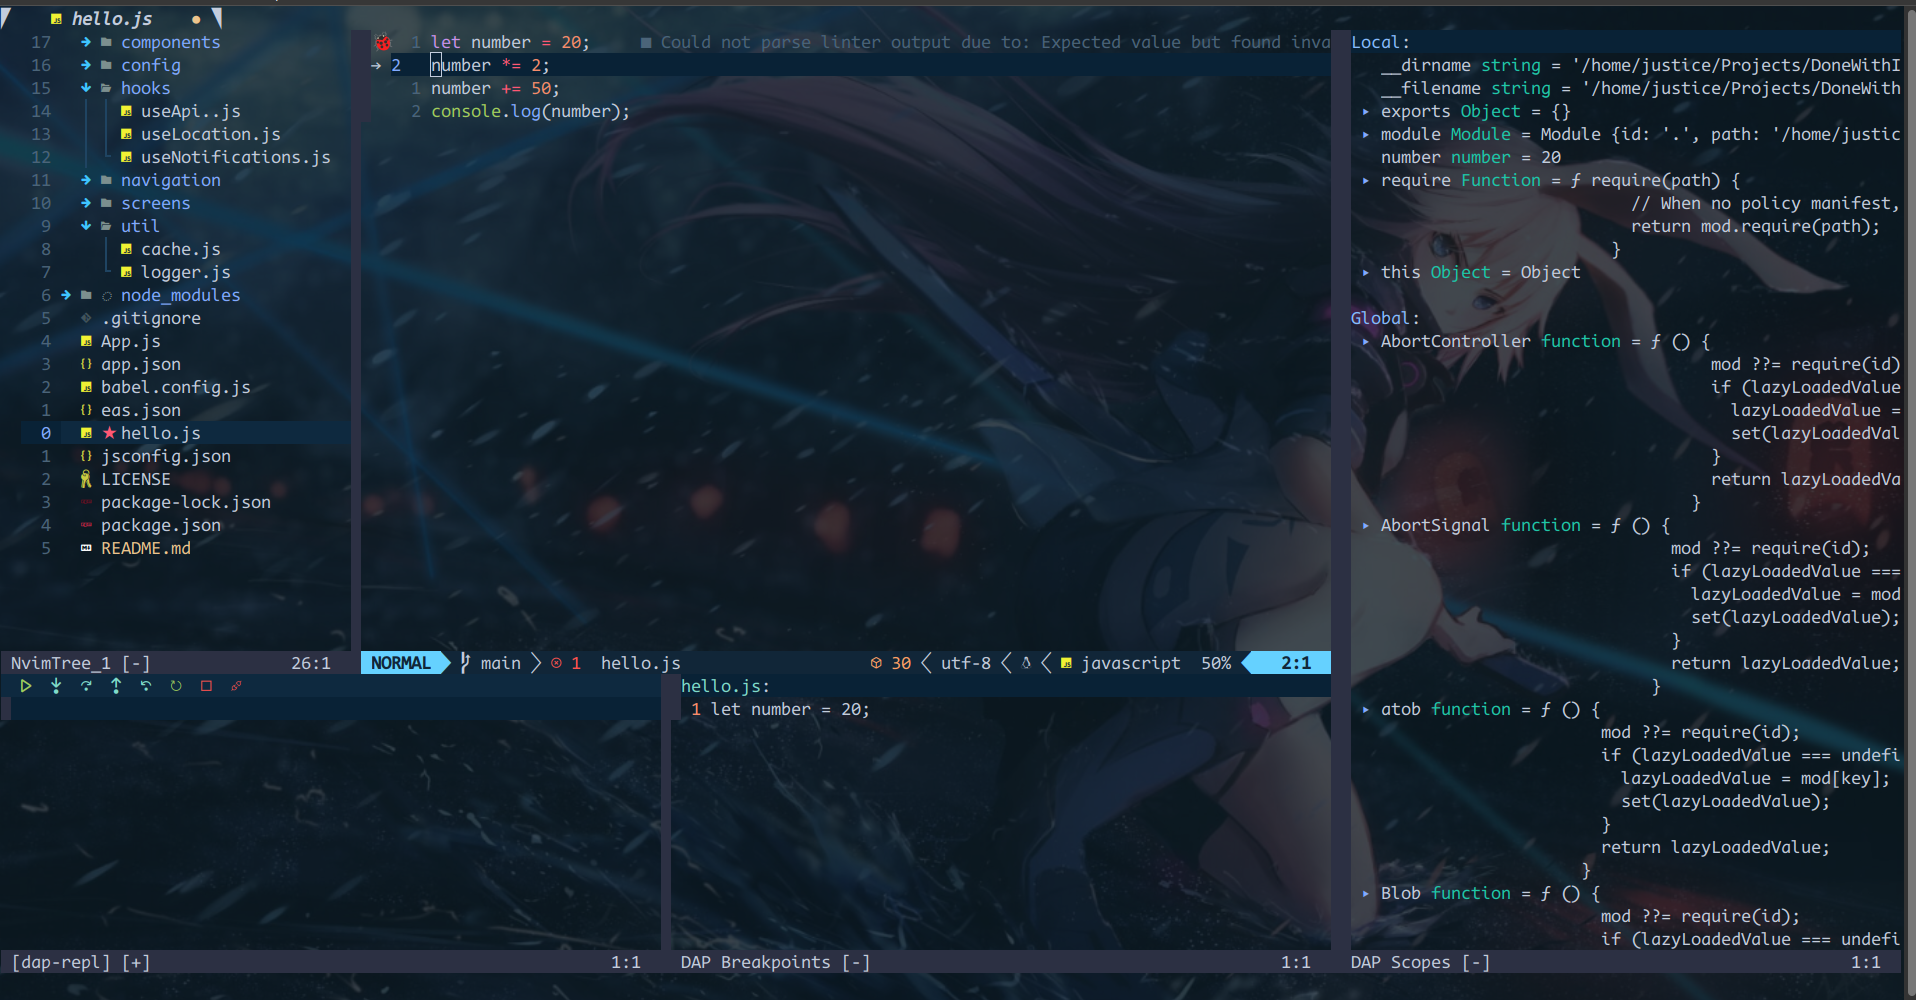 hello.js
17 components
16 config
15 hooks
14 useApi..js
13 useLocation.js
12 useNotifications.js
11 navigation
10 screens
9 util
8 cache.js
7 logger.js
6 node_modules
5 .gitignore
4 App.js
3 app.json
2 babel.config.js
1 eas.json
0 hello.js
1 jsconfig.json
2 LICENSE
3 package-lock.json
4 package.json
5 README.md
NvimTree_1 [-] 26:1
1 let number = 20; ■ Could not parse linter output due to: Expected value but found inva
→ 2 number *= 2;
1 number += 50;
2 console.log(number);
NORMAL main 1 hello.js 30 utf-8 javascript 50% 2:1
Local:
__dirname string = '/home/justice/Projects/DoneWithI
__filename string = '/home/justice/Projects/DoneWith
▸ exports Object = {}
▸ module Module = Module {id: '.', path: '/home/justic
number number = 20
▸ require Function = ƒ require(path) {
// When no policy manifest,
return mod.require(path);
}
▸ this Object = Object
Global:
▸ AbortController function = ƒ () {
mod ??= require(id)
if (lazyLoadedValue
lazyLoadedValue =
set(lazyLoadedVal
}
return lazyLoadedVa
}
▸ AbortSignal function = ƒ () {
mod ??= require(id);
if (lazyLoadedValue ===
lazyLoadedValue = mod
set(lazyLoadedValue);
}
return lazyLoadedValue;
}
▸ atob function = ƒ () {
mod ??= require(id);
if (lazyLoadedValue === undefi
lazyLoadedValue = mod[key];
set(lazyLoadedValue);
}
return lazyLoadedValue;
}
▸ Blob function = ƒ () {
mod ??= require(id);
if (lazyLoadedValue === undefi
hello.js:
1 let number = 20;
[dap-repl] [+] 1:1
DAP Breakpoints [-] 1:1
DAP Scopes [-] 1:1